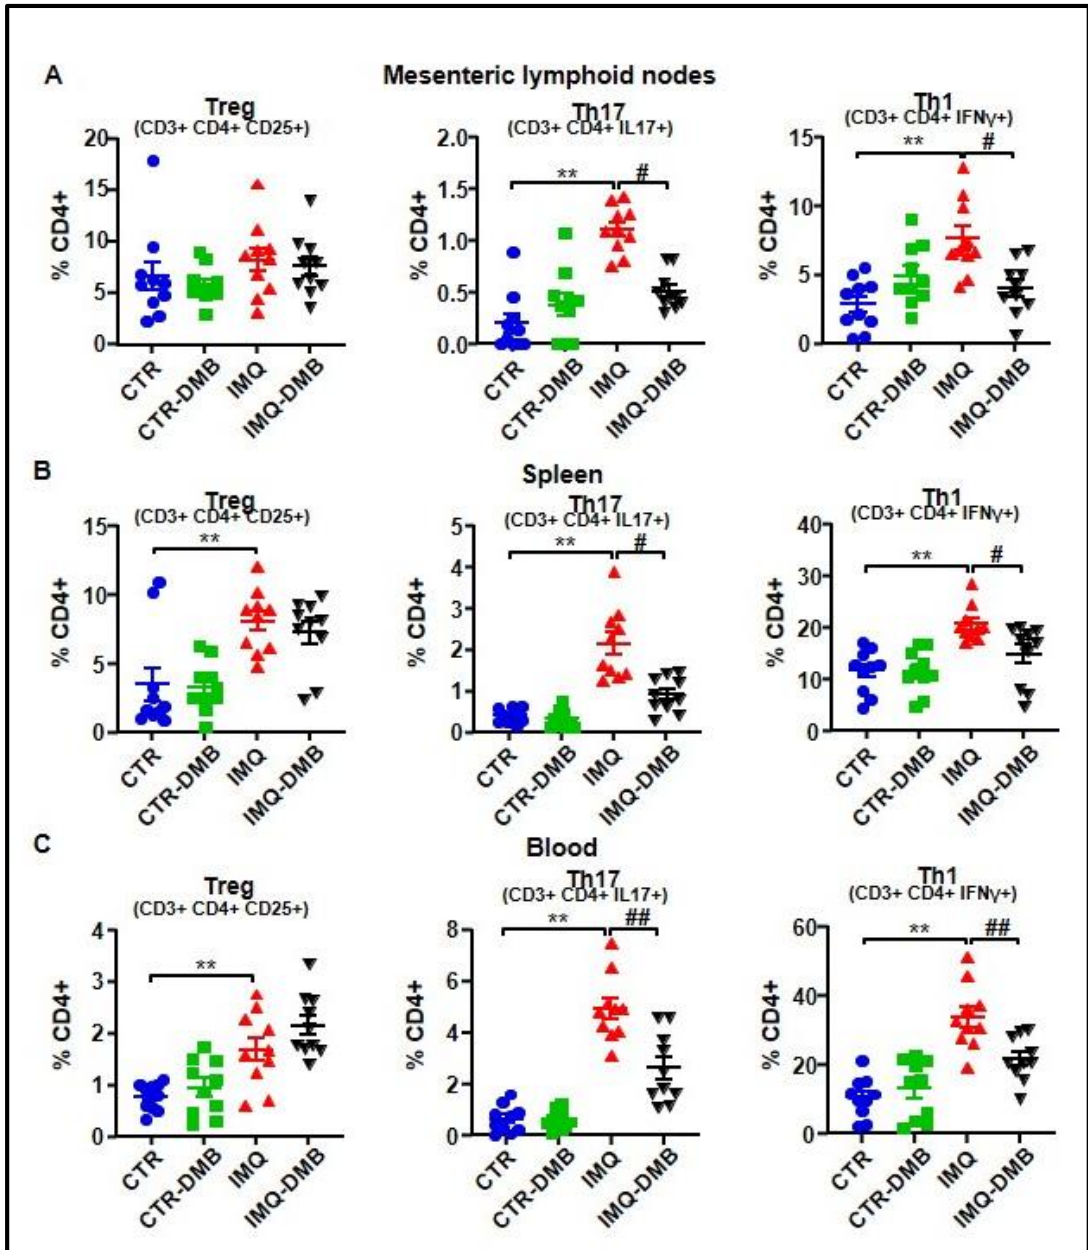 A
Mesenteric lymphoid nodes
Treg
(CD3+ CD4+ CD25+)
% CD4+
20
15
10
5
0
CTR
CTR-DMB
IMQ
IMQ-DMB
Th17
(CD3+ CD4+ IL17+)
% CD4+
2.0
1.5
1.0
0.5
0.0
**
#
CTR
CTR-DMB
IMQ
IMQ-DMB
Th1
(CD3+ CD4+ IFNγ+)
% CD4+
15
10
5
0
**
#
CTR
CTR-DMB
IMQ
IMQ-DMB
B
Spleen
Treg
(CD3+ CD4+ CD25+)
% CD4+
15
10
5
0
**
CTR
CTR-DMB
IMQ
IMQ-DMB
Th17
(CD3+ CD4+ IL17+)
% CD4+
5
4
3
2
1
0
**
#
CTR
CTR-DMB
IMQ
IMQ-DMB
Th1
(CD3+ CD4+ IFNγ+)
% CD4+
40
30
20
10
0
**
#
CTR
CTR-DMB
IMQ
IMQ-DMB
C
Blood
Treg
(CD3+ CD4+ CD25+)
% CD4+
4
3
2
1
0
**
CTR
CTR-DMB
IMQ
IMQ-DMB
Th17
(CD3+ CD4+ IL17+)
% CD4+
8
6
4
2
0
**
##
CTR
CTR-DMB
IMQ
IMQ-DMB
Th1
(CD3+ CD4+ IFNγ+)
% CD4+
60
40
20
0
**
##
CTR
CTR-DMB
IMQ
IMQ-DMB